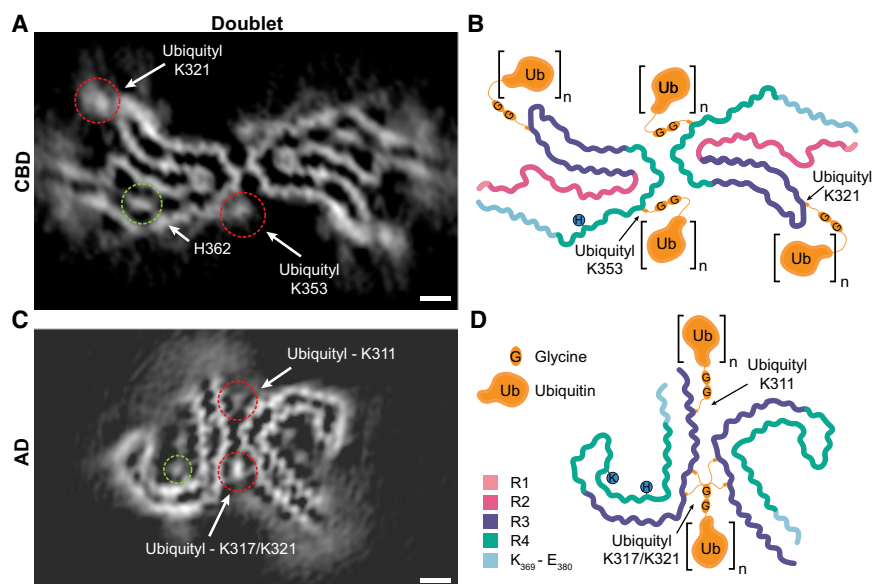 Doublet
A
B
CBD
Ubiquityl
K321
H362
Ubiquityl
K353
Ub
n
G
G
Ub
n
G
G
H
Ubiquityl
K353
G
G
Ub
n
Ubiquityl
K321
G
G
Ub
n
C
D
AD
Ubiquityl - K311
Ubiquityl - K317/K321
G Glycine
Ub Ubiquitin
R1
R2
R3
R4
K369 - E380
Ub
n
G
G
Ubiquityl
K311
K
H
Ubiquityl
K317/K321
G
G
Ub
n